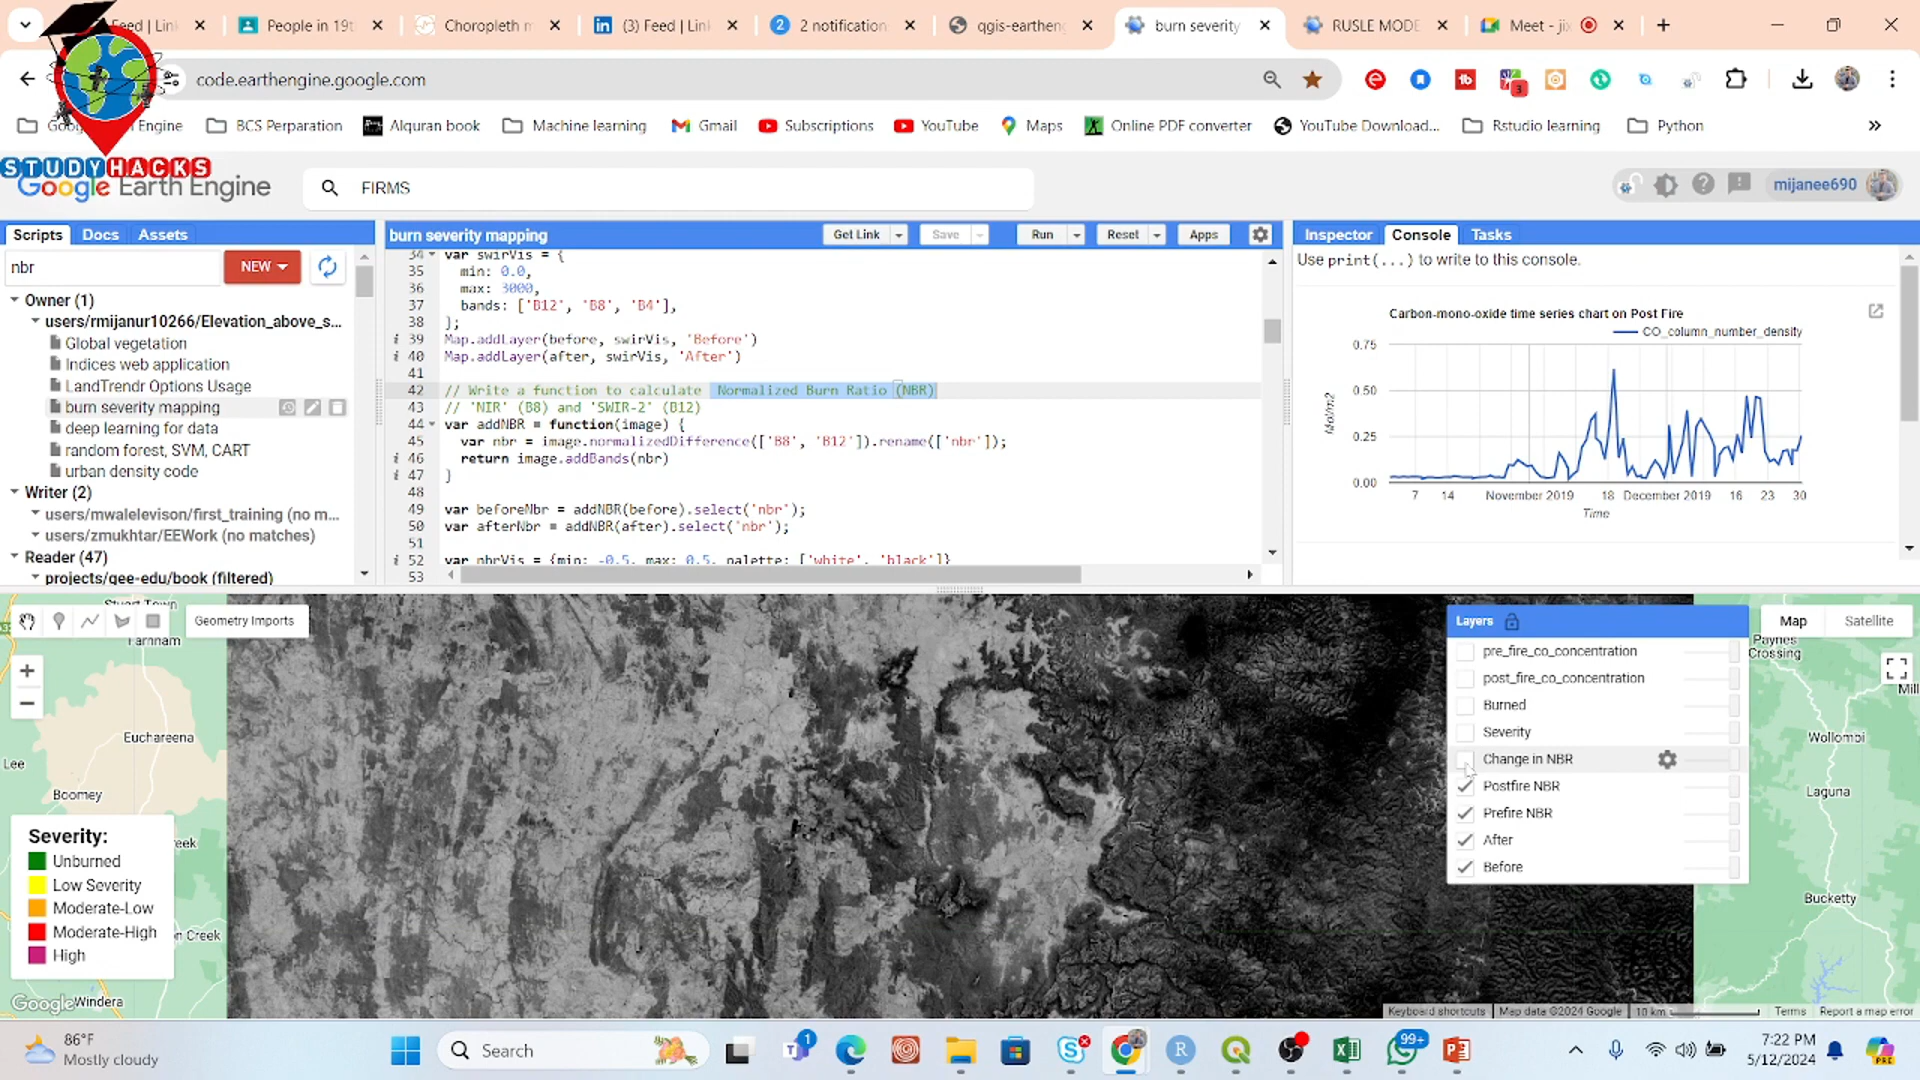 Feed | Link
People in 19t
Choropleth m
(3) Feed | Link
2 notification
qgis-eartheng
burn severity
RUSLE MODE
Meet - jix
code.earthengine.google.com
Engine
BCS Perparation
Alquran book
Machine learning
Gmail
Subscriptions
YouTube
Maps
Online PDF converter
YouTube Download...
Rstudio learning
Python
STUDYHACKS
Google Earth Engine
FIRMS
mijanee690
Scripts
Docs
Assets
nbr
NEW
Owner (1)
users/rmijanur10266/Elevation_above_s...
Global vegetation
Indices web application
LandTrendr Options Usage
burn severity mapping
deep learning for data
random forest, SVM, CART
urban density code
Writer (2)
users/mwalelevison/first_training (no m...
users/zmukhtar/EEWork (no matches)
Reader (47)
projects/gee-edu/book (filtered)
burn severity mapping
Get Link
Save
Run
Reset
Apps
34 var swirVis = {
35 min: 0.0,
36 max: 3000,
37 bands: ['B12', 'B8', 'B4'],
38 };
i 39 Map.addLayer(before, swirVis, 'Before')
i 40 Map.addLayer(after, swirVis, 'After')
41
42 // Write a function to calculate Normalized Burn Ratio (NBR)
43 // 'NIR' (B8) and 'SWIR-2' (B12)
44 var addNBR = function(image) {
45 var nbr = image.normalizedDifference(['B8', 'B12']).rename(['nbr']);
i 46 return image.addBands(nbr)
i 47 }
48
49 var beforeNbr = addNBR(before).select('nbr');
50 var afterNbr = addNBR(after).select('nbr');
51
i 52 var nbrVis = {min: -0.5, max: 0.5, palette: ['white', 'black']}
53
Inspector
Console
Tasks
Use print(...) to write to this console.
Carbon-mono-oxide time series chart on Post Fire
CO_column_number_density
0.75
0.50
0.25
0.00
Mol/m2
7 14 November 2019 18 December 2019 16 23 30
Time
Geometry Imports
Stuart Town
Farnham
Euchareena
Lee
Boomey
Windera
Google
Severity:
Unburned
Low Severity
Moderate-Low
Moderate-High
High
reek
n Creek
Layers
pre_fire_co_concentration
post_fire_co_concentration
Burned
Severity
Change in NBR
Postfire NBR
Prefire NBR
After
Before
Map
Satellite
Paynes
Crossing
Mill
Wollombi
Laguna
Bucketty
Keyboard shortcuts
Map data ©2024 Google
10 km
Terms
Report a map error
86°F
Mostly cloudy
Search
1
99+
7:22 PM
5/12/2024